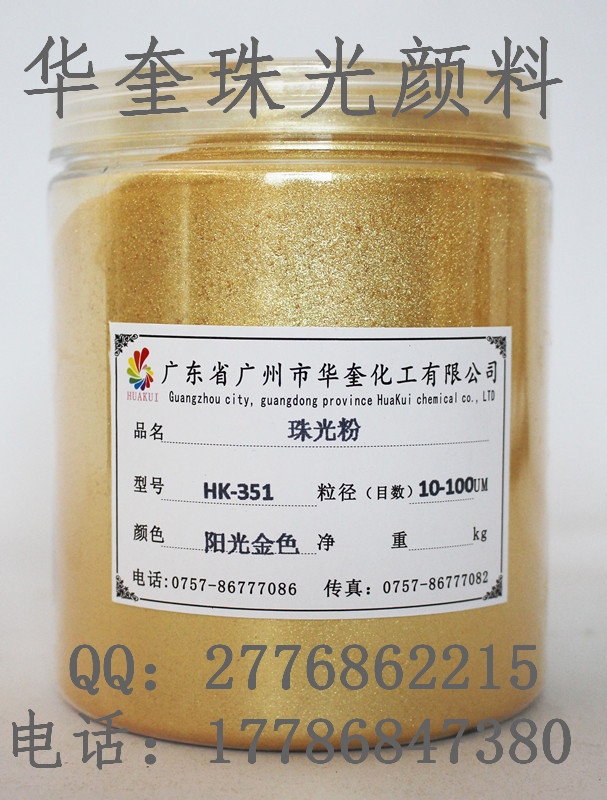 华奎珠光颜料
HUAKUI
广东省广州市华奎化工有限公司
Guangzhou city, guangdong province HuaKui chemical co., LTD
品名 珠光粉
型号 HK-351 粒径（目数）10-100UM
颜色 阳光金色 净 重 kg
电话:0757-86777086 传真：0757-86777082
QQ：2776862215
电话：17786847380